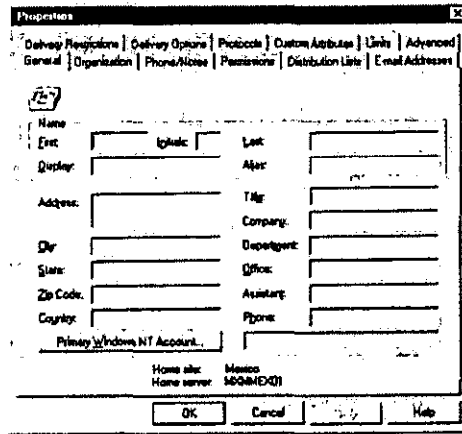 Properties
Delivery Restrictions | Delivery Options | Protocols | Custom Attributes | Limits | Advanced
General | Organization | Phone/Notes | Permissions | Distribution Lists | E-mail Addresses
Name
First: Initials: Last:
Display: Alias:
Address: Title:
Company:
City: Department:
State: Office:
Zip Code: Assistant:
Country: Phone:
Primary Windows NT Account...
Home site: Mexico
Home server:
OK Cancel Help